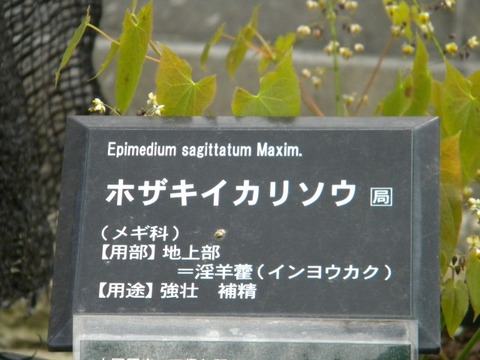 Epimedium sagittatum Maxim.
ホザキイカリソウ 局
(メギ科)
【用部】地上部
=淫羊藿(インヨウカク)
【用途】強壮 補精